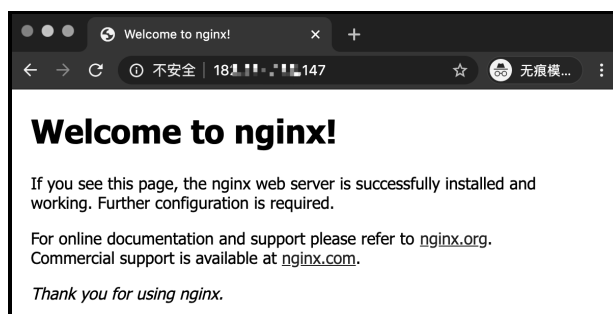 Welcome to nginx!
不安全 18 147
无痕模...
Welcome to nginx!
If you see this page, the nginx web server is successfully installed and
working. Further configuration is required.
For online documentation and support please refer to nginx.org.
Commercial support is available at nginx.com.
Thank you for using nginx.